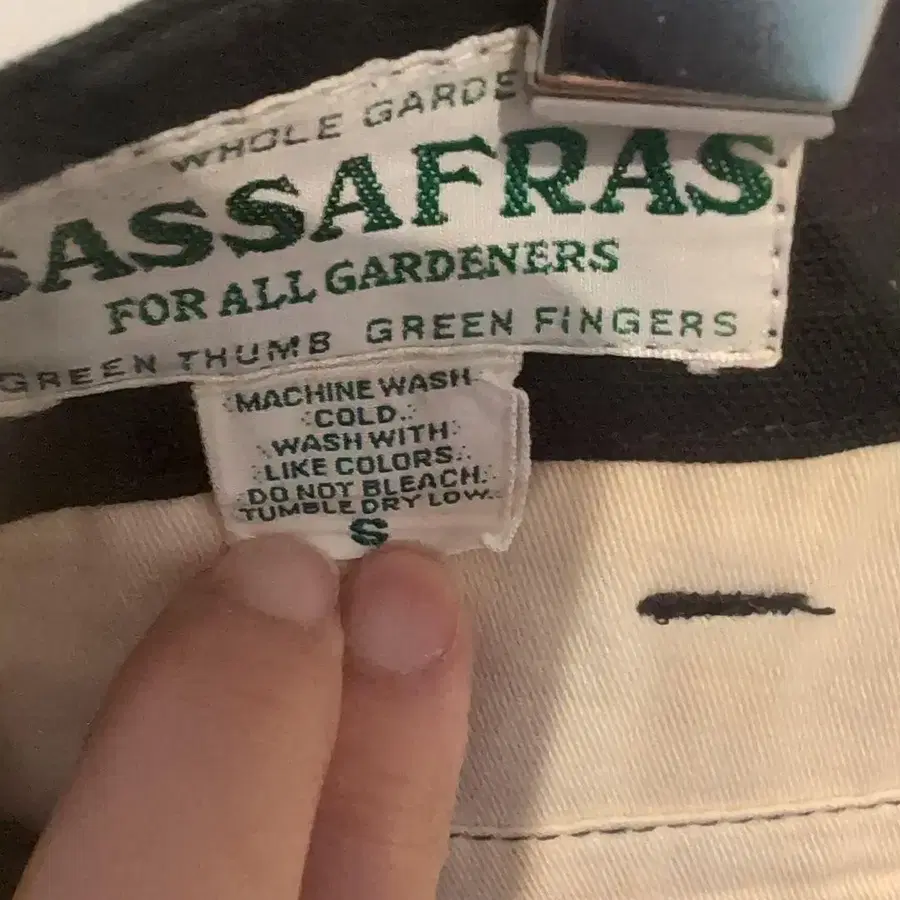 WHOLE GARDE
SASSAFRAS
FOR ALL GARDENERS
GREEN THUMB GREEN FINGERS
MACHINE WASH
COLD.
WASH WITH
LIKE COLORS.
DO NOT BLEACH.
TUMBLE DRY LOW.
S